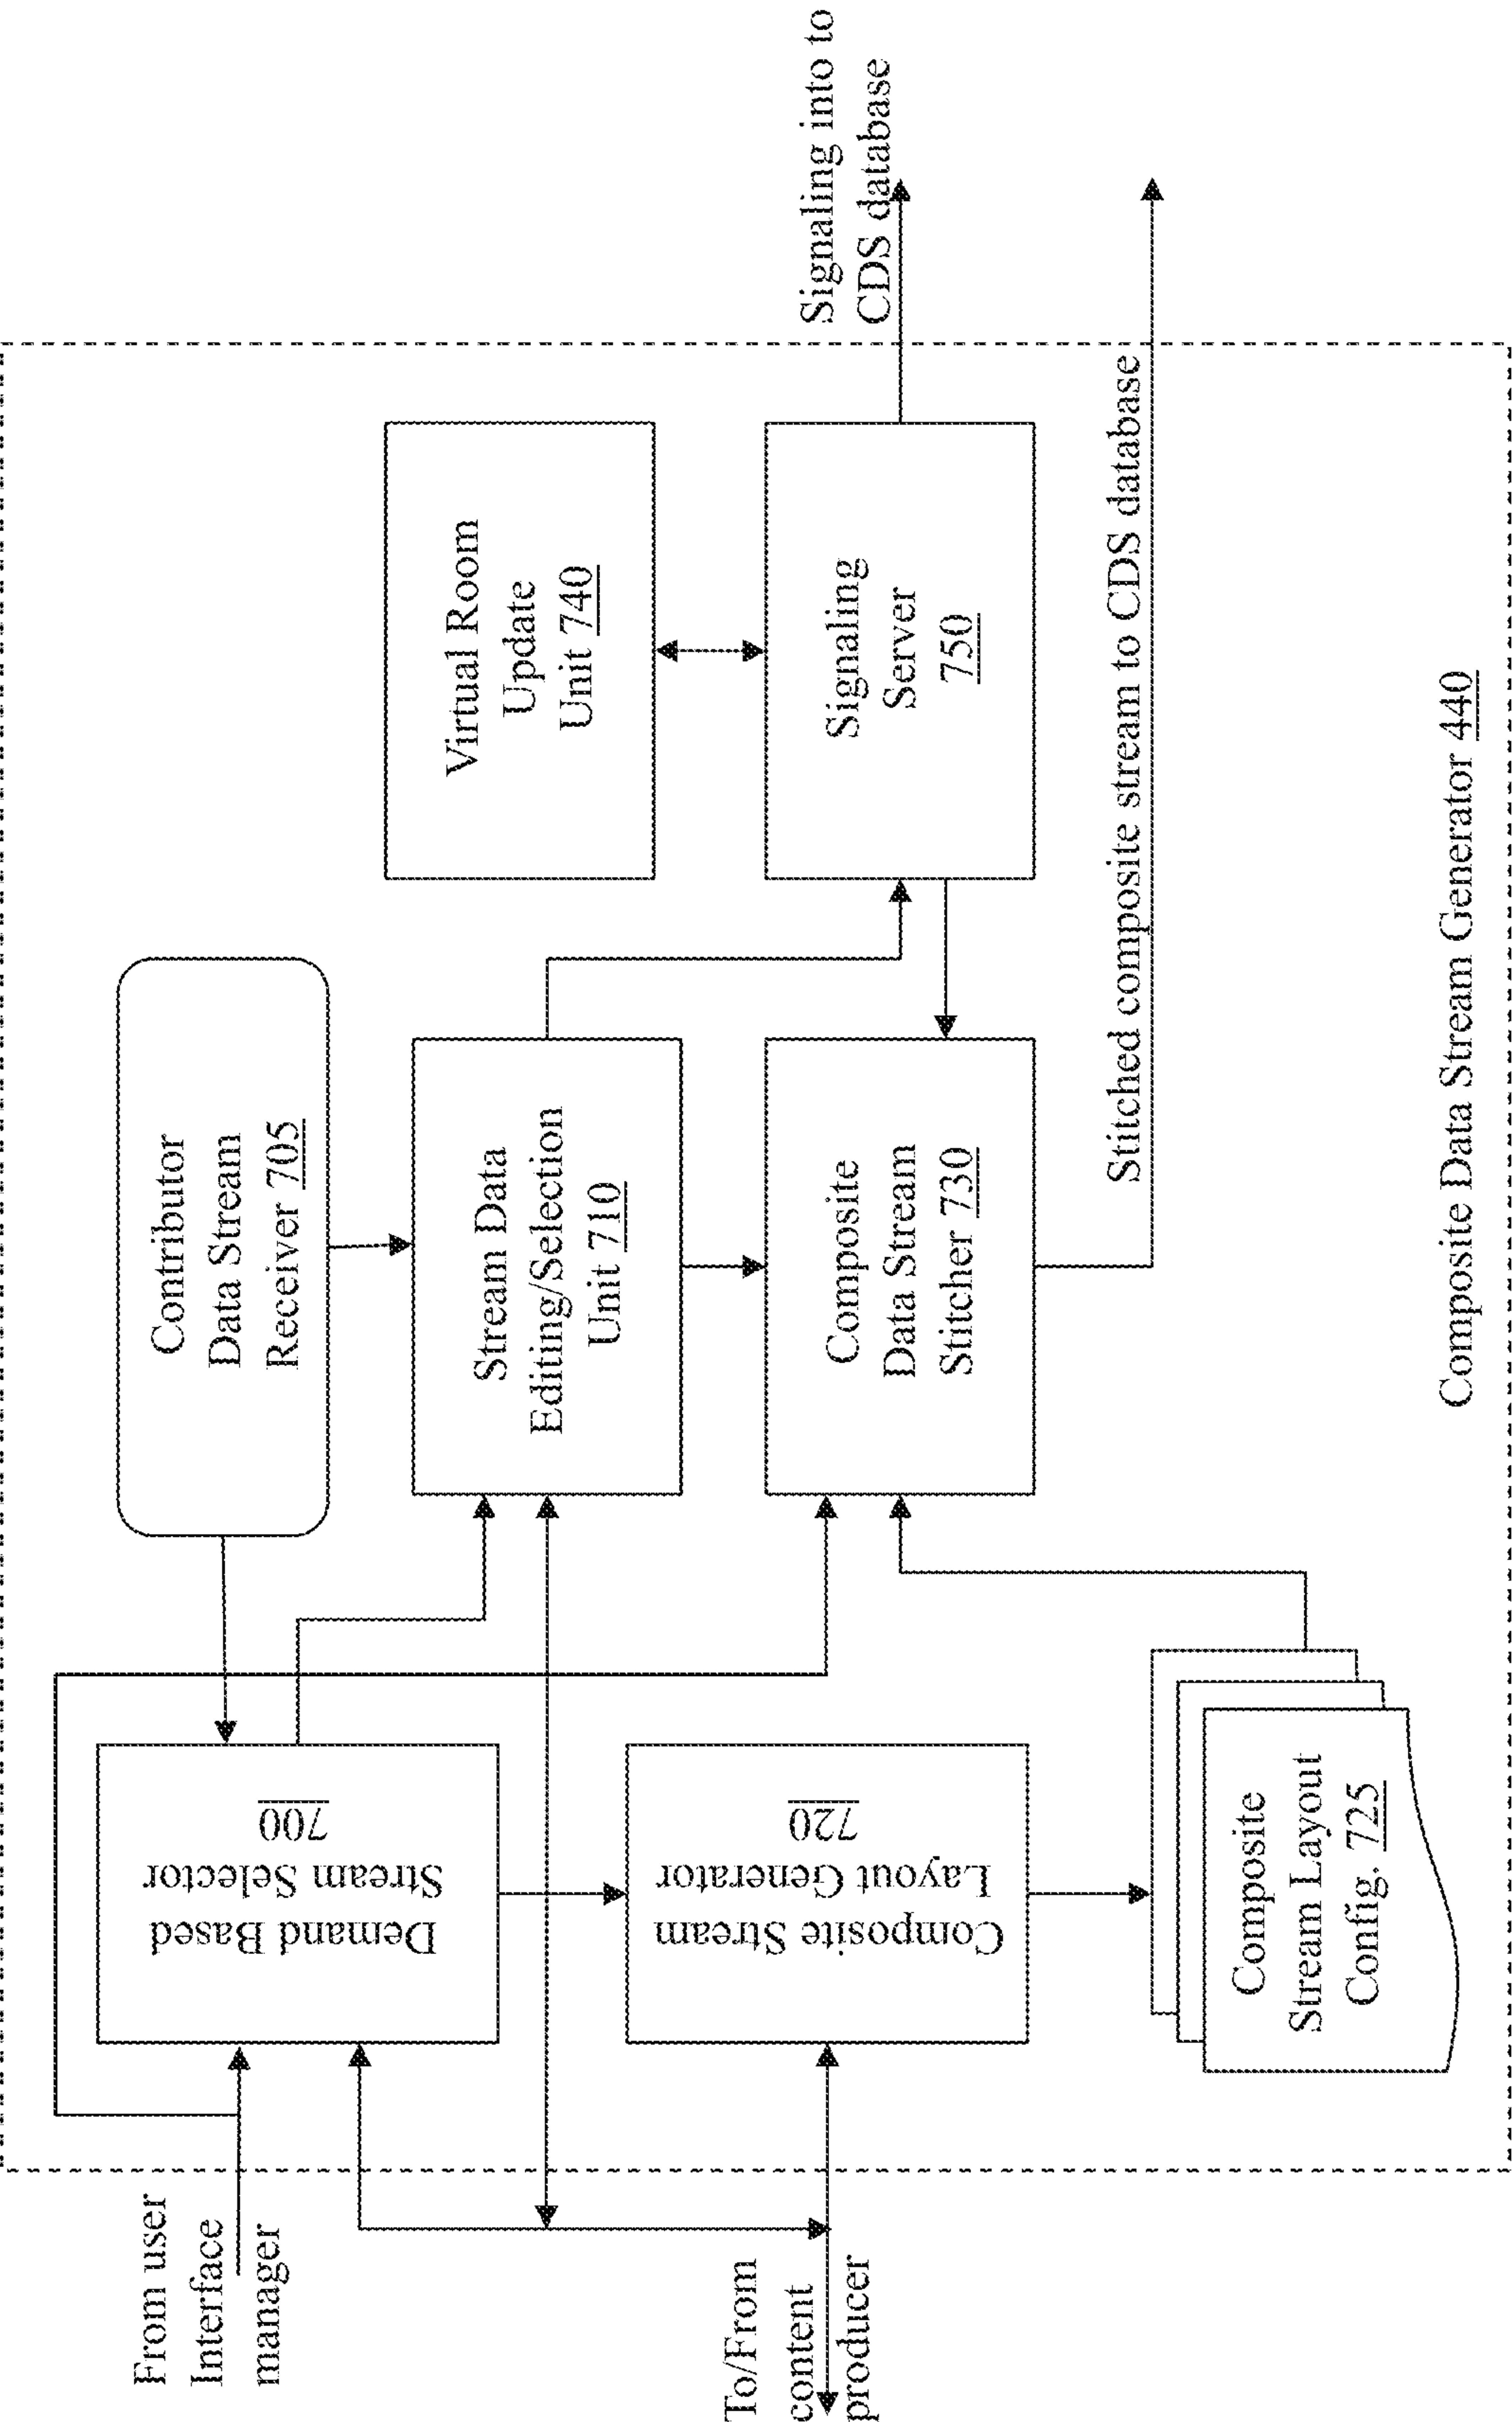 From user
Interface
manager
To/From
content
producer
Demand Based
Stream Selector
700
Composite Stream
Layout Generator
720
Composite
Stream Layout
Config. 725
Contributor
Data Stream
Receiver 705
Stream Data
Editing/Selection
Unit 710
Composite
Data Stream
Stitcher 730
Virtual Room
Update
Unit 740
Signaling
Server
750
Signaling into to
CDS database
Stitched composite stream to CDS database
Composite Data Stream Generator 440